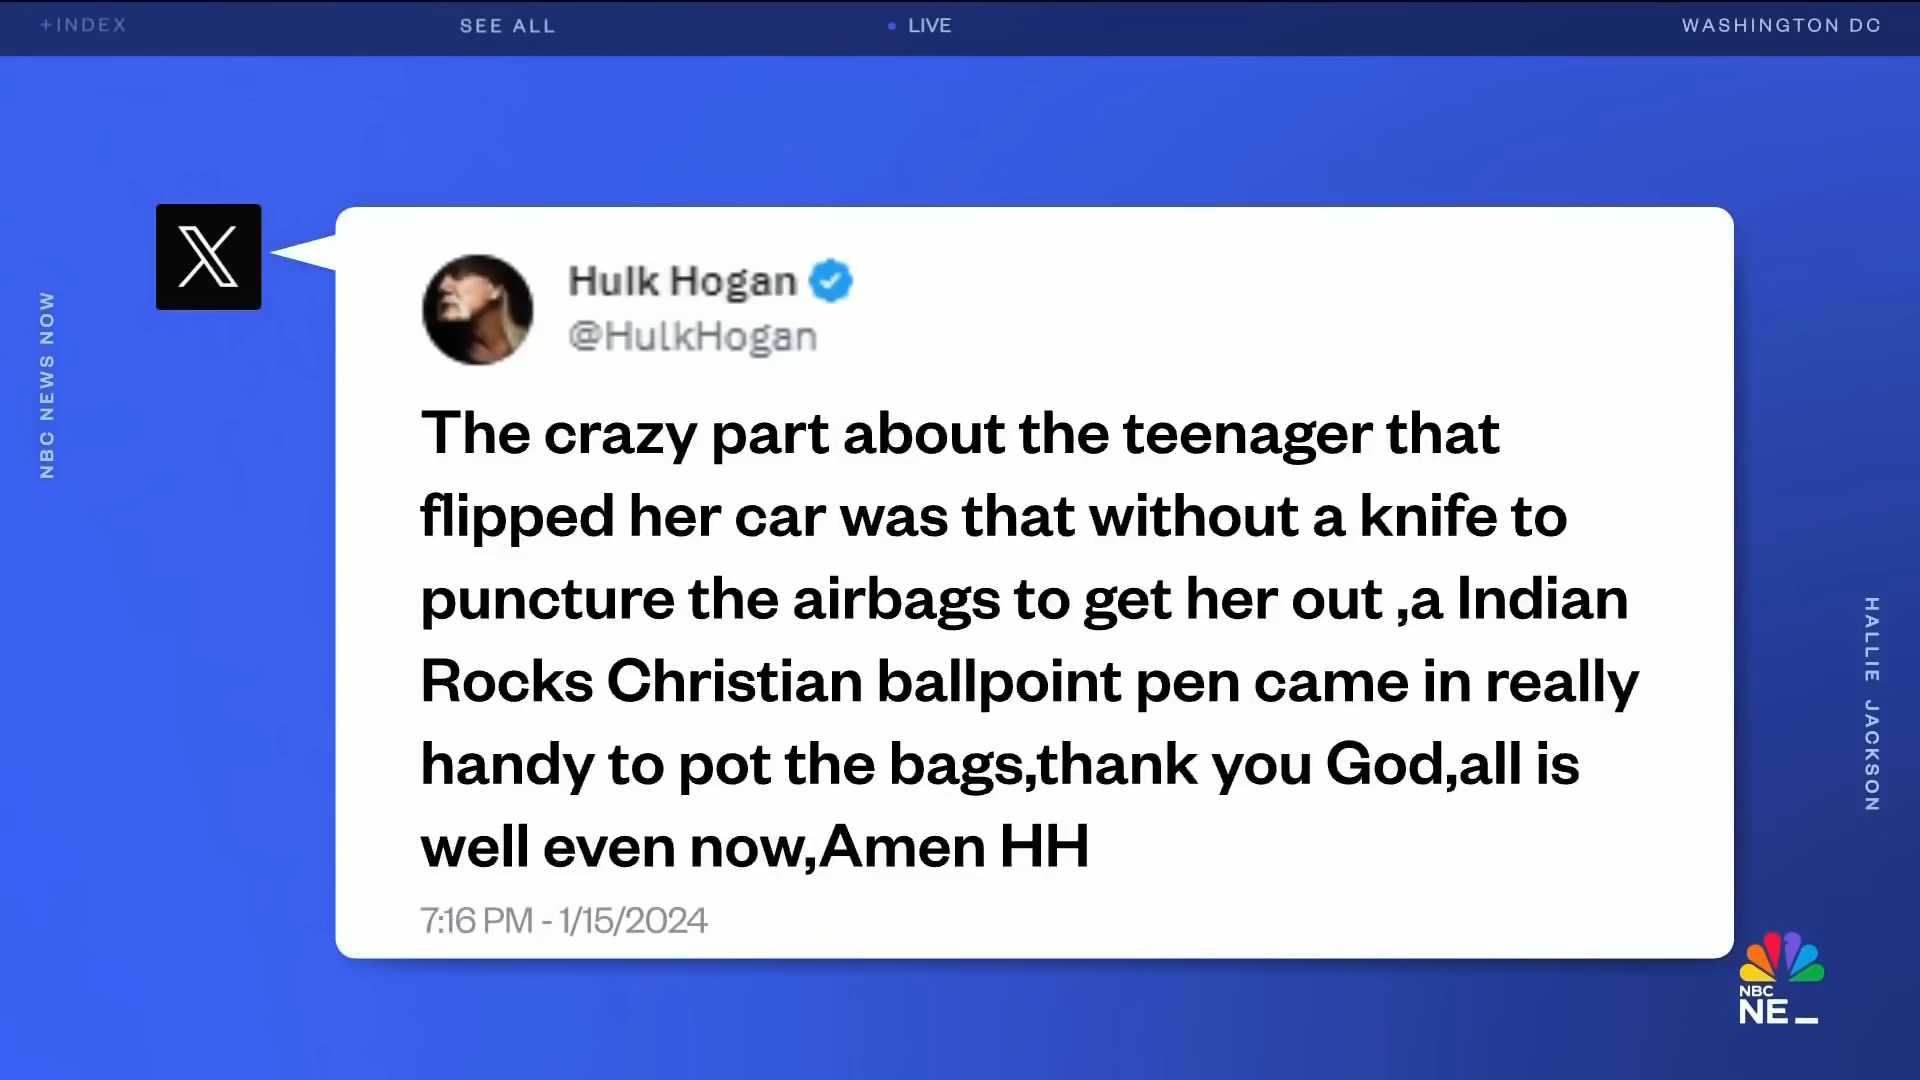 +INDEX
SEE ALL
LIVE
WASHINGTON DC
NBC NEWS NOW
X
Hulk Hogan
@HulkHogan
The crazy part about the teenager that
flipped her car was that without a knife to
puncture the airbags to get her out ,a Indian
Rocks Christian ballpoint pen came in really
handy to pot the bags,thank you God,all is
well even now,Amen HH
7:16 PM - 1/15/2024
HALLIE JACKSON
NBC
NE_